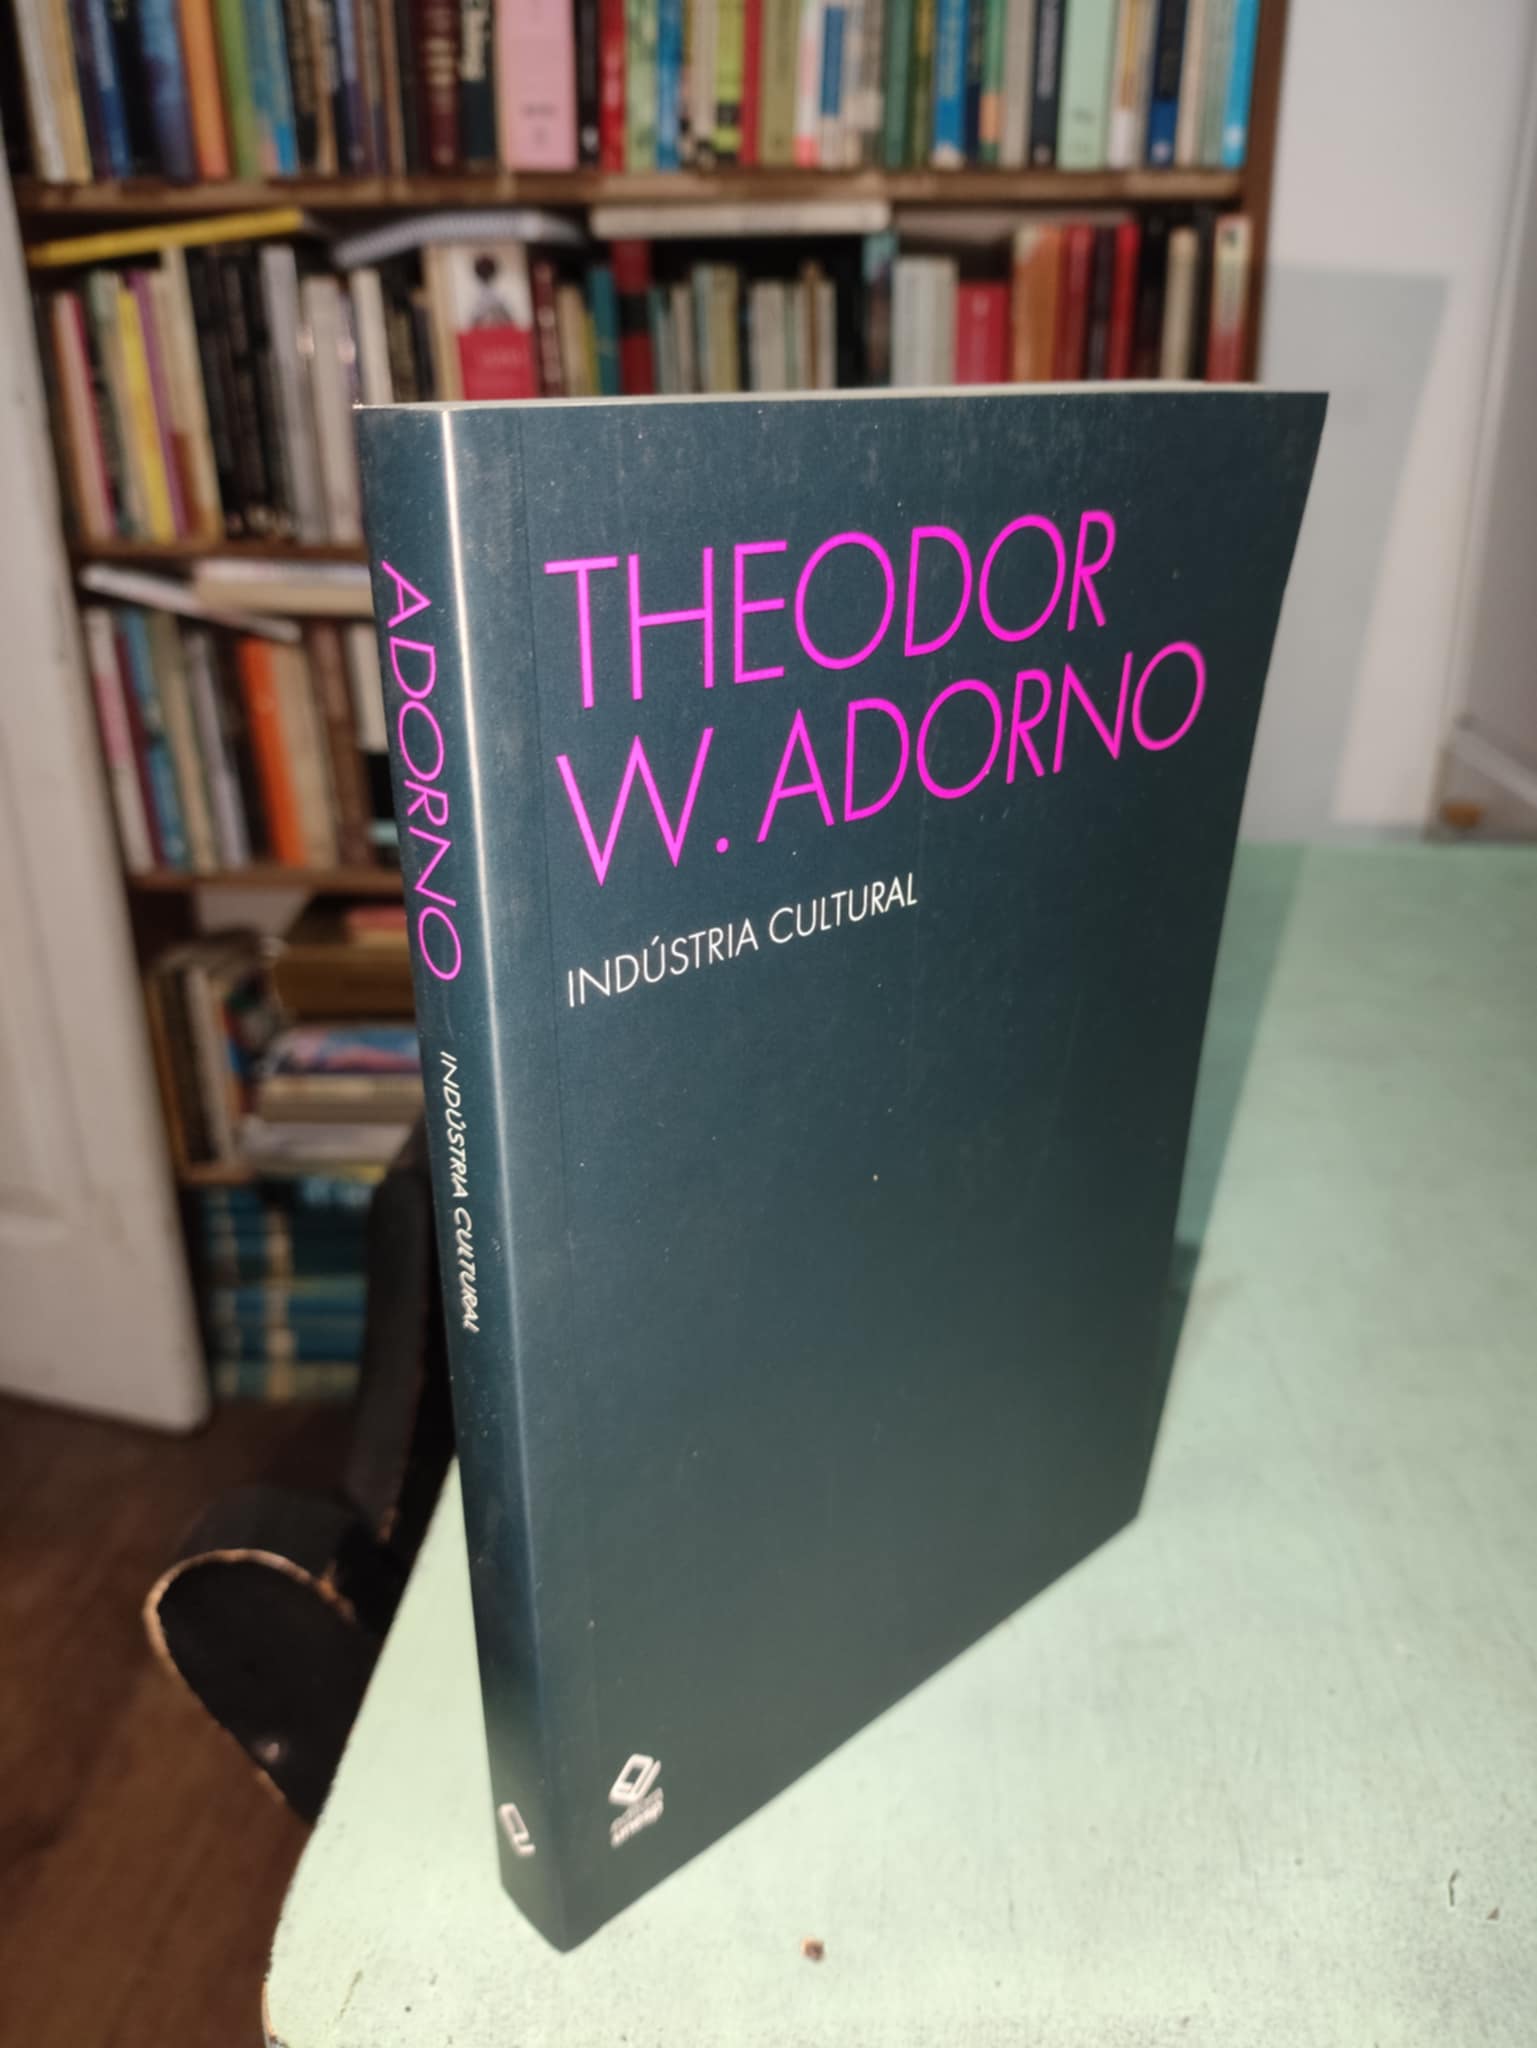 THEODOR
W. ADORNO
INDÚSTRIA CULTURAL
ADORNO INDÚSTRIA CULTURAL